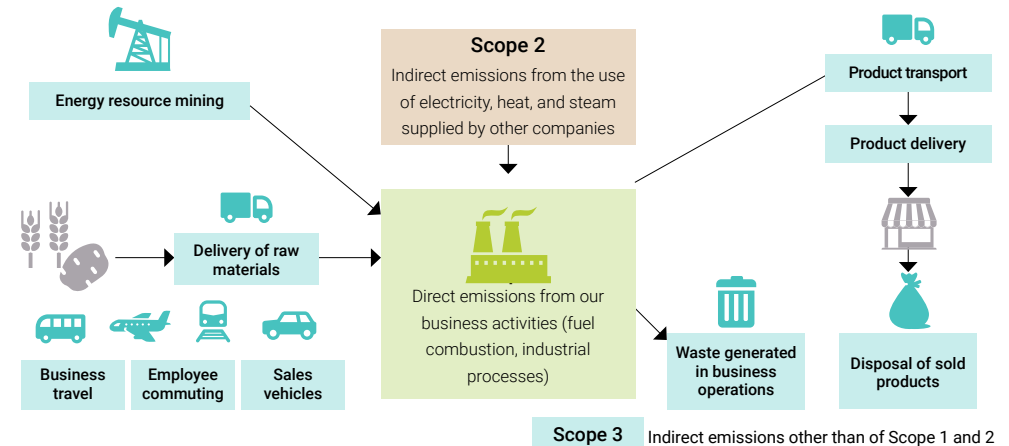 Scope 2
Indirect emissions from the use
of electricity, heat, and steam
supplied by other companies
Product transport
Energy resource mining
Product delivery
Delivery of raw
materials
Direct emissions from our
business activities (fuel
combustion, industrial
processes)
Business
travel
Employee
commuting
Sales
vehicles
Waste generated
in business
operations
Disposal of sold
products
Scope 3
Indirect emissions other than of Scope 1 and 2